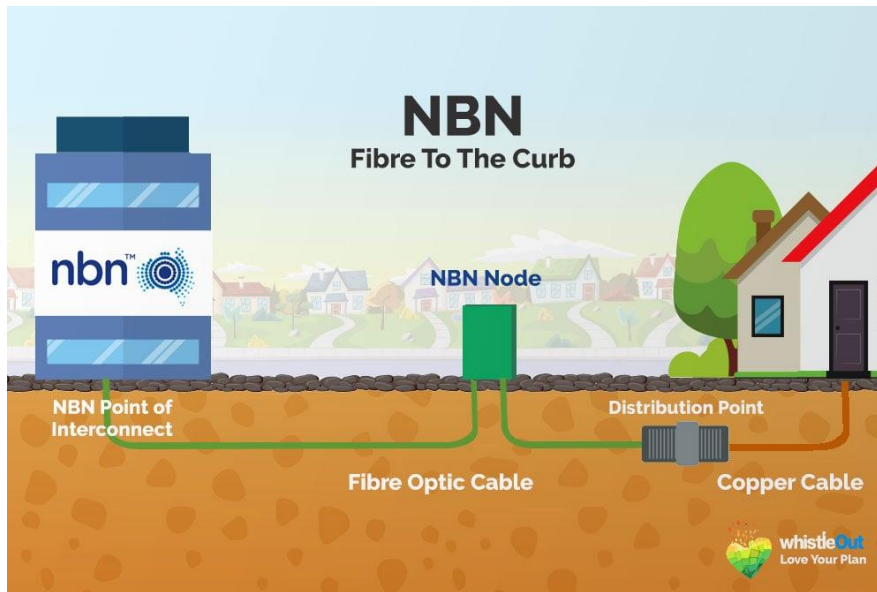 NBN
Fibre To The Curb
nbn™
NBN Node
NBN Point of
Interconnect
Distribution Point
Fibre Optic Cable
Copper Cable
whistleOut
Love Your Plan